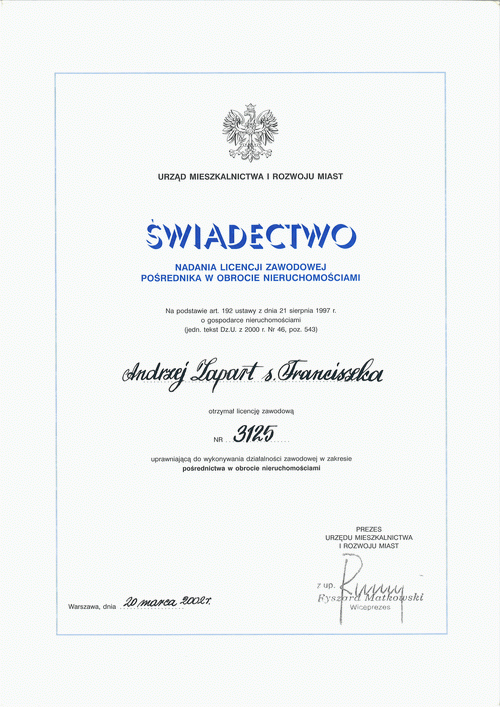 URZĄD MIESZKALNICTWA I ROZWOJU MIAST
ŚWIADECTWO
NADANIA LICENCJI ZAWODOWEJ
POŚREDNIKA W OBROCIE NIERUCHOMOŚCIAMI
Na podstawie art. 192 ustawy z dnia 21 sierpnia 1997 r.
o gospodarce nieruchomościami
(jedn. tekst Dz.U. z 2000 r. Nr 46, poz. 543)
Andrzej Łapart s. Franciszka
otrzymał licencję zawodową
NR 3125
uprawniającą do wykonywania działalności zawodowej w zakresie
pośrednictwa w obrocie nieruchomościami
PREZES
URZĘDU MIESZKALNICTWA
I ROZWOJU MIAST
z up.
Ryszard Matkowski
Wiceprezes
Warszawa, dnia 20 marca 2002r.